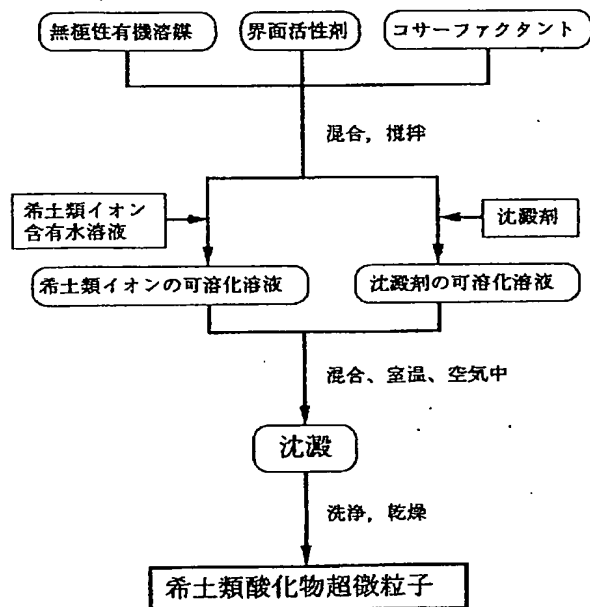 無極性有機溶媒
界面活性剤
コサーファクタント
混合，撹拌
希土類イオン
含有水溶液
沈澱剤
希土類イオンの可溶化溶液
沈澱剤の可溶化溶液
混合、室温、空気中
沈澱
洗浄，乾燥
希土類酸化物超微粒子